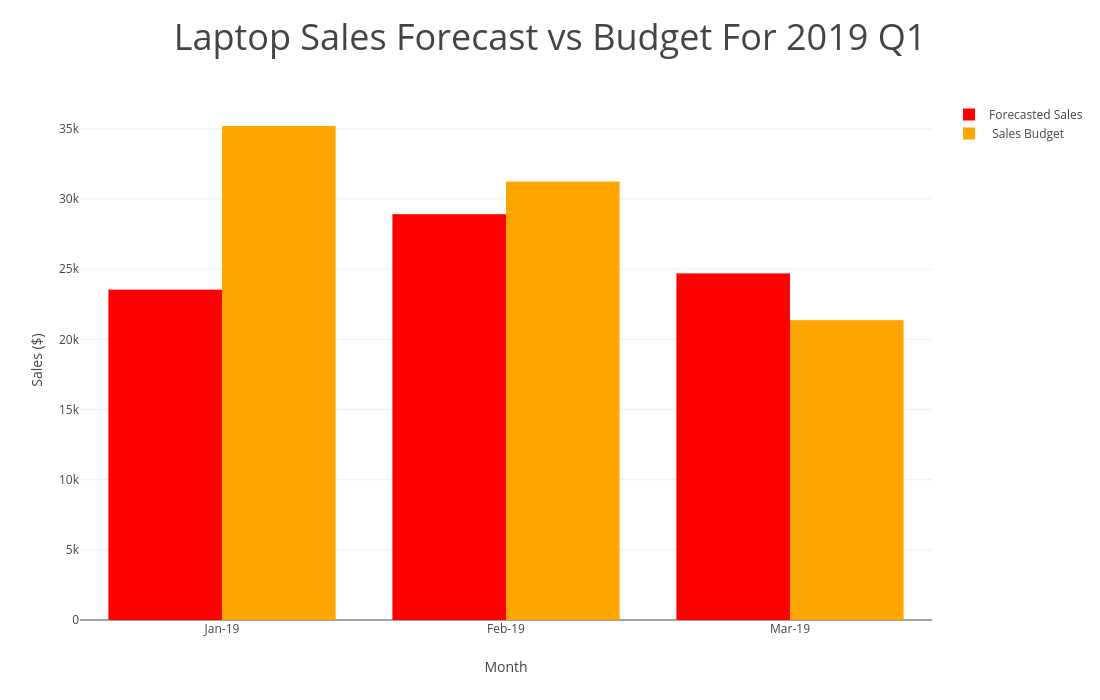 Laptop Sales Forecast vs Budget For 2019 Q1
Forecasted Sales
Sales Budget
35k
30k
25k
20k
15k
10k
5k
0
Sales ($)
Jan-19
Feb-19
Mar-19
Month